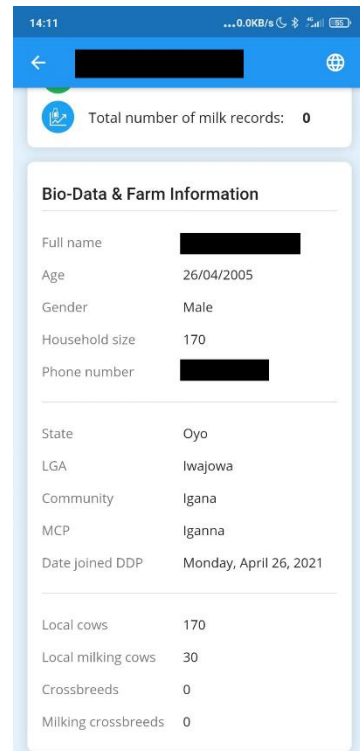 14:11 ...0.0KB/s 4G 55
Total number of milk records: 0
Bio-Data & Farm Information
Full name
Age 26/04/2005
Gender Male
Household size 170
Phone number
State Oyo
LGA Iwajowa
Community Igana
MCP Iganna
Date joined DDP Monday, April 26, 2021
Local cows 170
Local milking cows 30
Crossbreeds 0
Milking crossbreeds 0